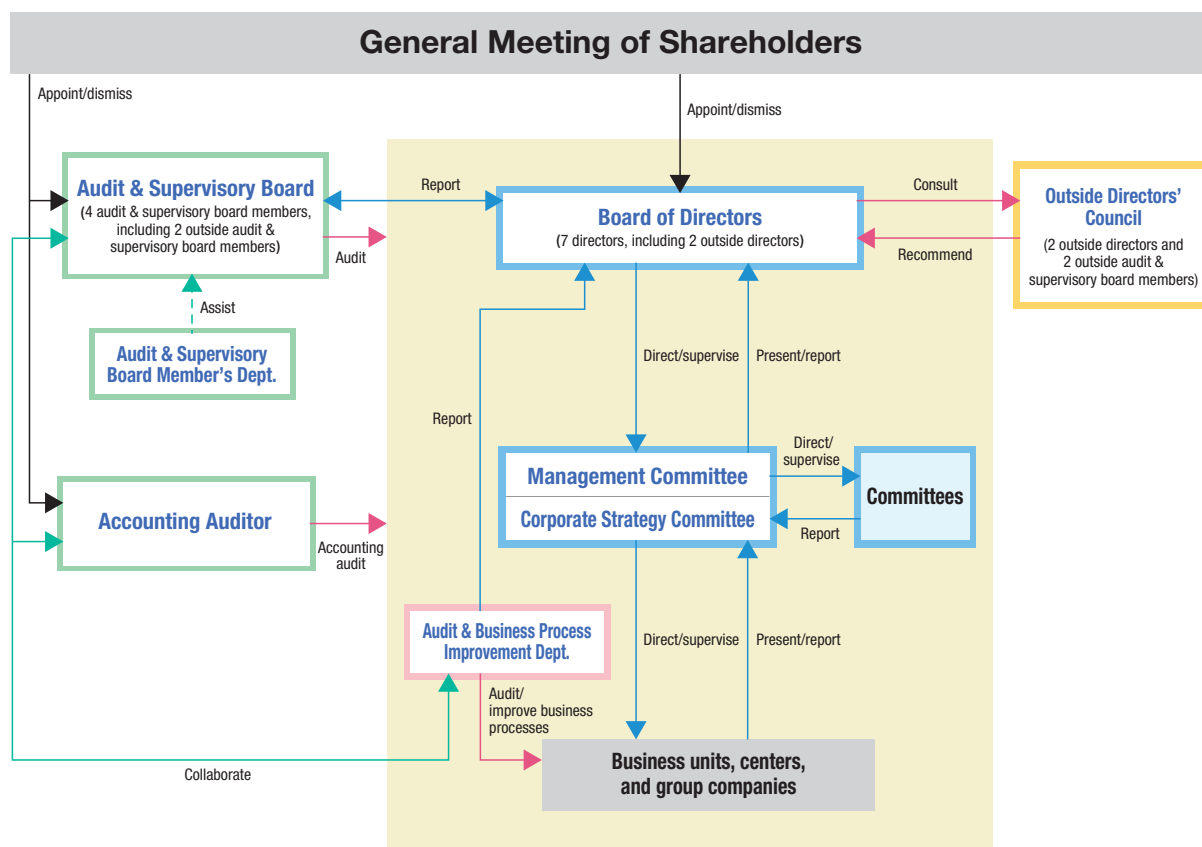 General Meeting of Shareholders
Appoint/dismiss
Appoint/dismiss
Audit & Supervisory Board
(4 audit & supervisory board members,
including 2 outside audit &
supervisory board members)
Report
Audit
Board of Directors
(7 directors, including 2 outside directors)
Consult
Recommend
Outside Directors’
Council
(2 outside directors and
2 outside audit &
supervisory board members)
Assist
Audit & Supervisory
Board Member’s Dept.
Direct/supervise
Present/report
Report
Management Committee
Corporate Strategy Committee
Direct/
supervise
Report
Committees
Accounting Auditor
Accounting
audit
Audit & Business Process
Improvement Dept.
Direct/supervise
Present/report
Audit/
improve business
processes
Collaborate
Business units, centers,
and group companies